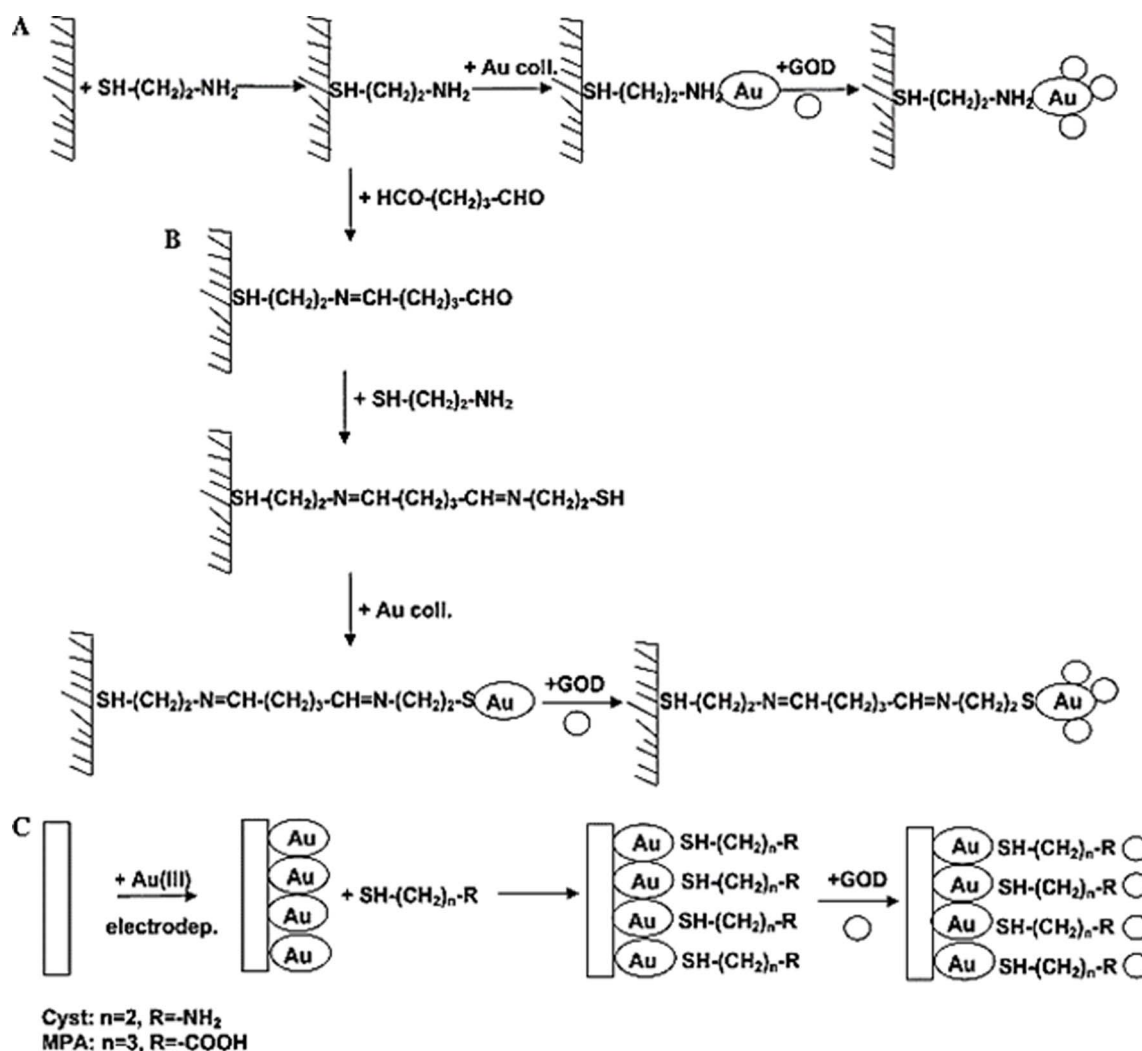 A
+ SH-(CH₂)₂-NH₂
SH-(CH₂)₂-NH₂
+ Au coll.
SH-(CH₂)₂-NH₂ Au
+GOD
SH-(CH₂)₂-NH₂ Au
+ HCO-(CH₂)₃-CHO
B
SH-(CH₂)₂-N=CH-(CH₂)₃-CHO
+ SH-(CH₂)₂-NH₂
SH-(CH₂)₂-N=CH-(CH₂)₃-CH=N-(CH₂)₂-SH
+ Au coll.
SH-(CH₂)₂-N=CH-(CH₂)₃-CH=N-(CH₂)₂-S Au
+GOD
SH-(CH₂)₂-N=CH-(CH₂)₃-CH=N-(CH₂)₂ S Au
C
+ Au(III)
electrodep.
Au
Au
Au
Au
+ SH-(CH₂)ₙ-R
Au SH-(CH₂)ₙ-R
Au SH-(CH₂)ₙ-R
Au SH-(CH₂)ₙ-R
Au SH-(CH₂)ₙ-R
+GOD
Au SH-(CH₂)ₙ-R
Au SH-(CH₂)ₙ-R
Au SH-(CH₂)ₙ-R
Au SH-(CH₂)ₙ-R
Cyst: n=2, R=-NH₂
MPA: n=3, R=-COOH